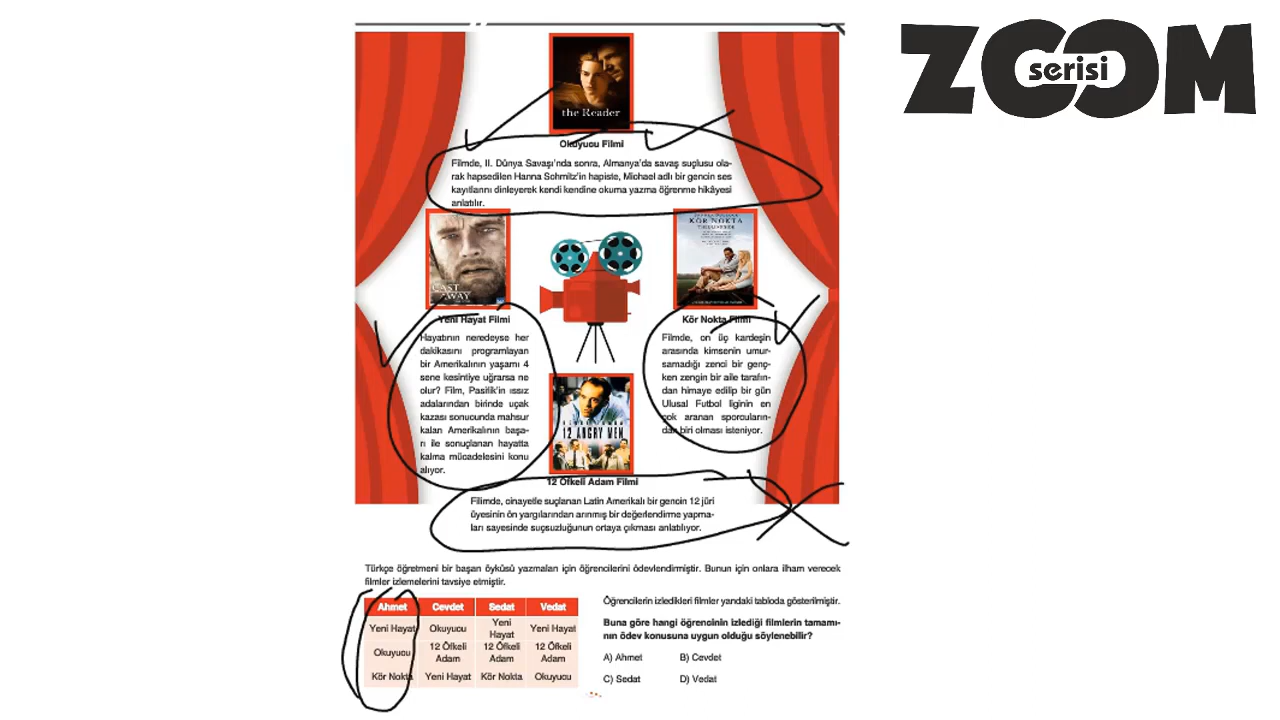 ZOOM
serisi
the Reader
Okuyucu Filmi
Filmde, II. Dünya Savaşı'nda sonra, Almanya'da savaş suçlusu ola-
rak hapsedilen Hanna Schmitz'in hapiste, Michael adlı bir gencin ses
kayıtlarını dinleyerek kendi kendine okuma yazma öğrenme hikâyesi
anlatılır.
CAST
AWAY
KÖR NOKTA
Yeni Hayat Filmi
Hayatının neredeyse her
dakikasını programlayan
bir Amerikalının yaşamı 4
sene kesintiye uğrarsa ne
olur? Film, Pasifik'in ıssız
adalarından birinde uçak
kazası sonucunda mahsur
kalan Amerikalının başa-
rı ile sonuçlanan hayatta
kalma mücadelesini konu
alıyor.
Kör Nokta Filmi
Filmde, on üç kardeşin
arasında kimsenin umur-
samadığı zenci bir genç-
ken zengin bir aile tarafın-
dan himaye edilip bir gün
Ulusal Futbol liginin en
çok aranan sporcuların-
dan biri olması isteniyor.
12 ANGRY MEN
12 Öfkeli Adam Filmi
Filimde, cinayetle suçlanan Latin Amerikalı bir gencin 12 jüri
üyesinin ön yargılarından arınmış bir değerlendirme yapma-
ları sayesinde suçsuzluğunun ortaya çıkması anlatılıyor.
Türkçe öğretmeni bir başarı öyküsü yazmaları için öğrencilerini ödevlendirmiştir. Bunun için onlara ilham verecek
filmler izlemelerini tavsiye etmiştir.
Ahmet Cevdet Sedat Vedat
Yeni Hayat Okuyucu Yeni Hayat Yeni Hayat
Okuyucu 12 Öfkeli Adam 12 Öfkeli Adam 12 Öfkeli Adam
Kör Nokta Yeni Hayat Kör Nokta Okuyucu
Öğrencilerin izledikleri filmler yandaki tabloda gösterilmiştir.
Buna göre hangi öğrencinin izlediği filmlerin tamamı-
nın ödev konusuna uygun olduğu söylenebilir?
A) Ahmet B) Cevdet
C) Sedat D) Vedat